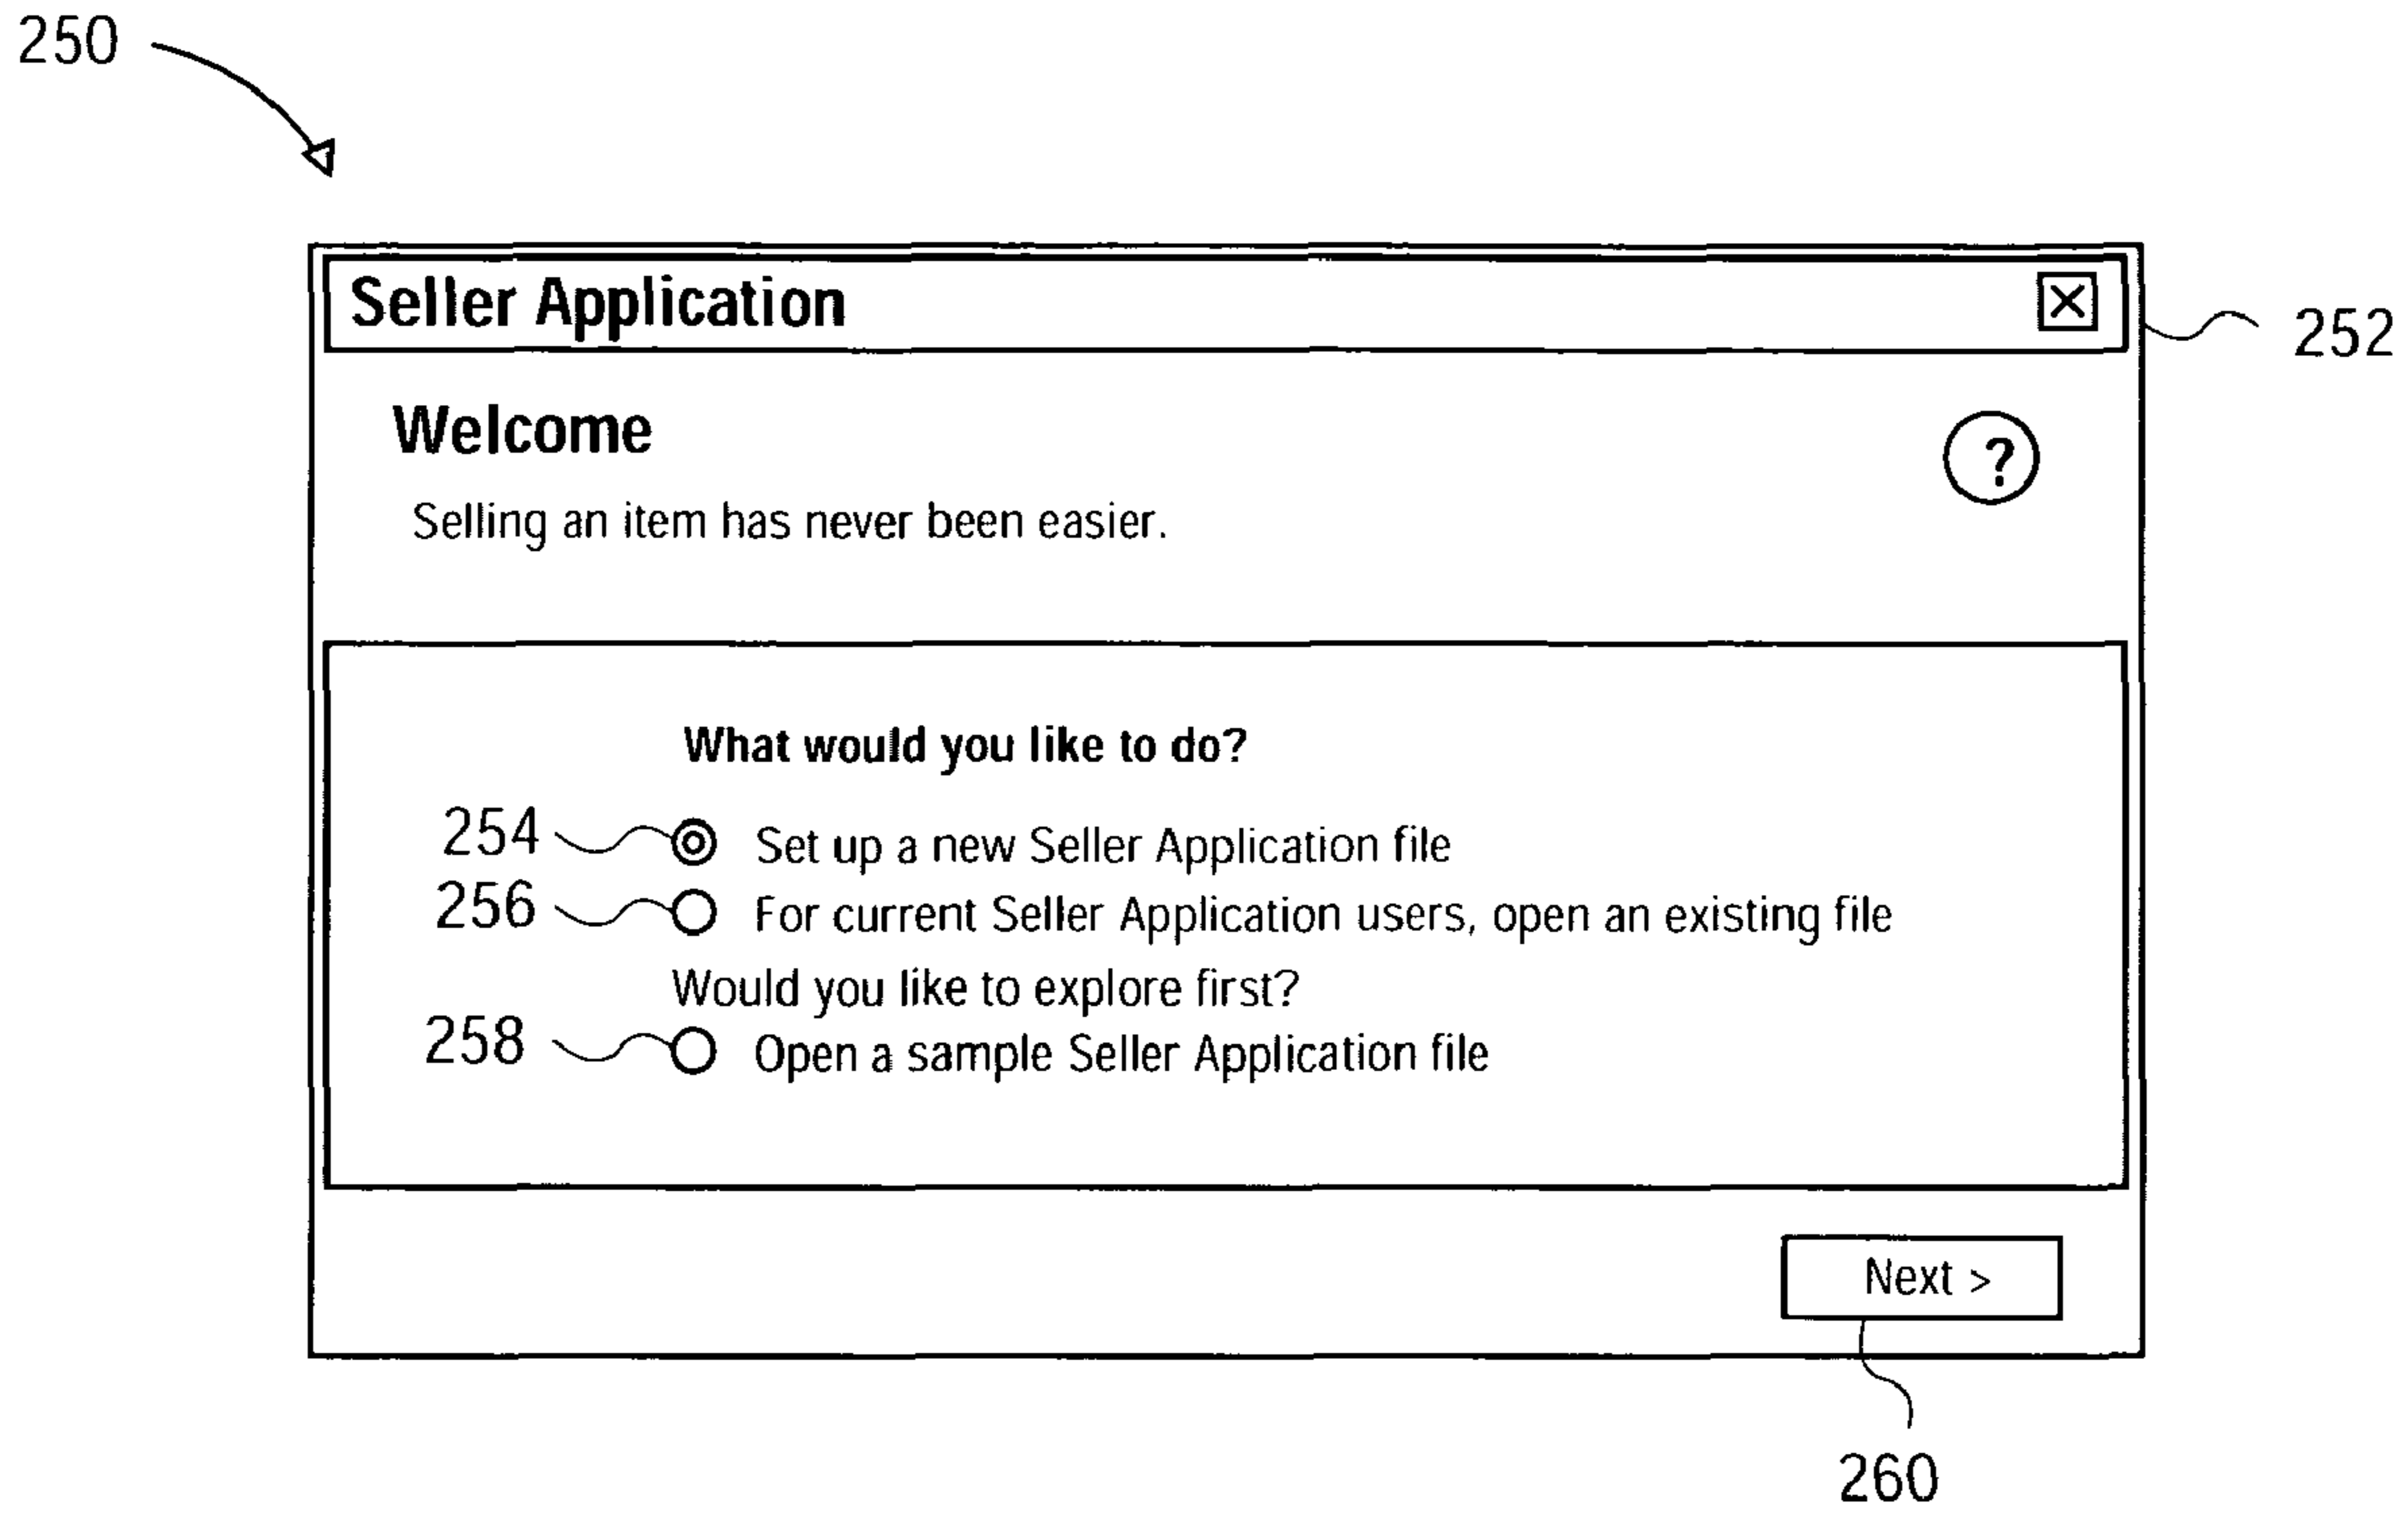 250
Seller Application
252
Welcome
?
Selling an item has never been easier.
What would you like to do?
254 Set up a new Seller Application file
256 For current Seller Application users, open an existing file
Would you like to explore first?
258 Open a sample Seller Application file
Next >
260